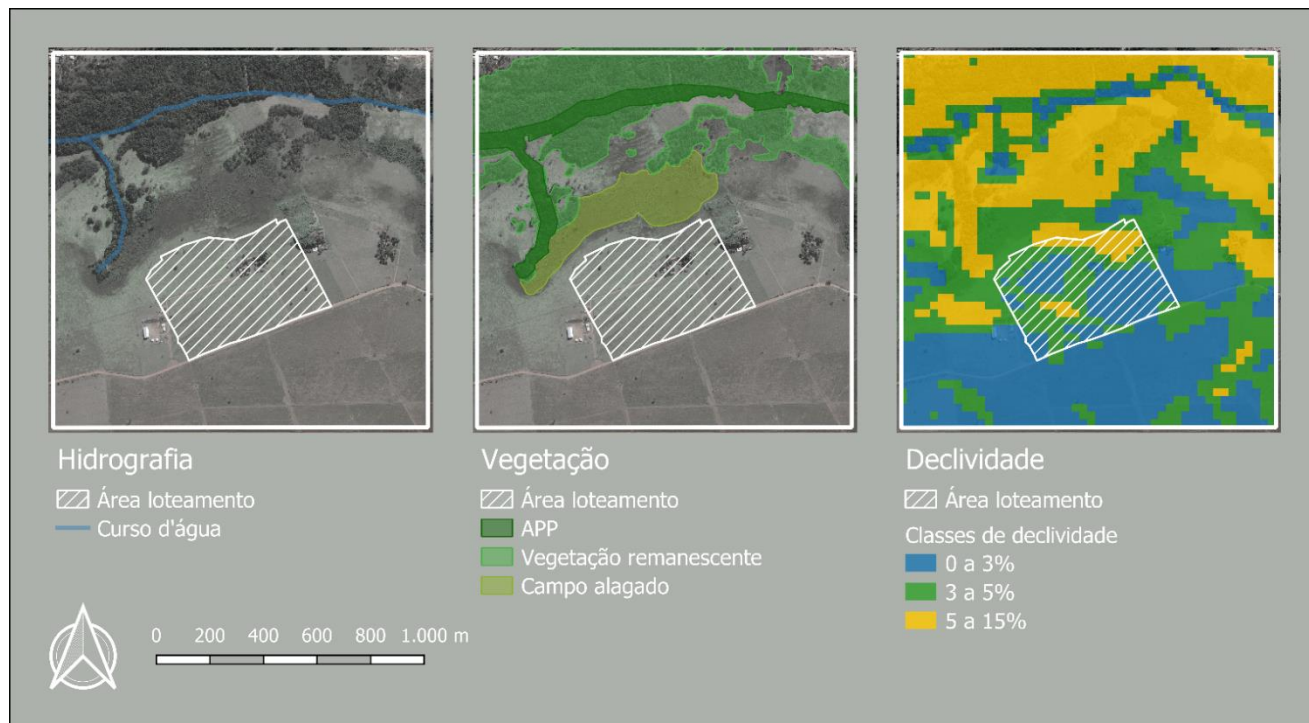 Hidrografia
Área loteamento
Curso d'água
Vegetação
Área loteamento
APP
Vegetação remanescente
Campo alagado
Declividade
Área loteamento
Classes de declividade
0 a 3%
3 a 5%
5 a 15%
0 200 400 600 800 1.000 m